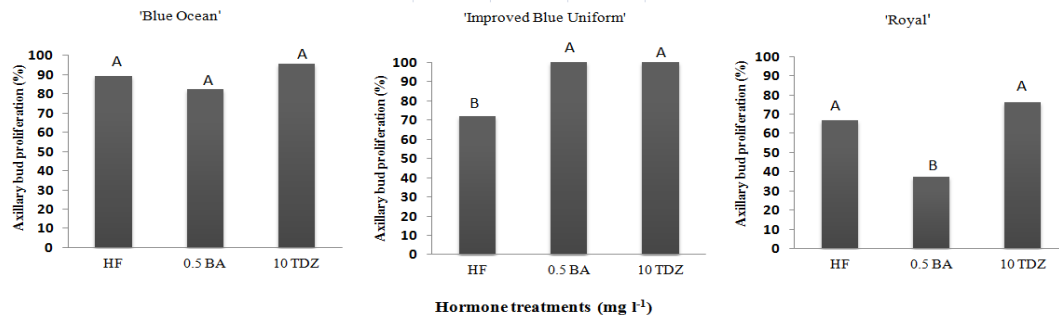 'Blue Ocean'
'Improved Blue Uniform'
'Royal'
Axillary bud proliferation (%)
100
90
80
70
60
50
40
30
20
10
0
A
A
A
HF
0.5 BA
10 TDZ
Axillary bud proliferation (%)
100
90
80
70
60
50
40
30
20
10
0
B
A
A
HF
0.5 BA
10 TDZ
Axillary bud proliferation (%)
100
90
80
70
60
50
40
30
20
10
0
A
B
A
HF
0.5 BA
10 TDZ
Hormone treatments (mg l⁻¹)